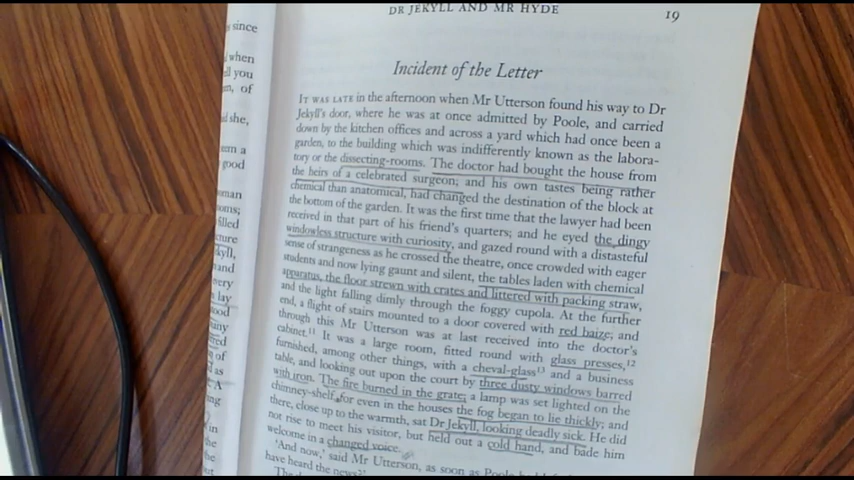 DR JEKYLL AND MR HYDE
19
since
when
you
of
she,
good
Incident of the Letter
IT WAS LATE in the afternoon when Mr Utterson found his way to Dr
Jekyll's door, where he was at once admitted by Poole, and carried
down by the kitchen offices and across a yard which had once been a
garden, to the building which was indifferently known as the labora-
tory or the dissecting-rooms. The doctor had bought the house from
the heirs of a celebrated surgeon; and his own tastes being rather
chemical than anatomical, had changed the destination of the block at
the bottom of the garden. It was the first time that the lawyer had been
received in that part of his friend's quarters; and he eyed the dingy
windowless structure with curiosity, and gazed round with a distasteful
sense of strangeness as he crossed the theatre, once crowded with eager
students and now lying gaunt and silent, the tables laden with chemical
apparatus, the floor strewn with crates and littered with packing straw,
and the light falling dimly through the foggy cupola. At the further
end, a flight of stairs mounted to a door covered with red baize; and
through this Mr Utterson was at last received into the doctor's
cabinet.11 It was a large room, fitted round with glass presses,12
furnished, among other things, with a cheval-glass13 and a business
table, and looking out upon the court by three dusty windows barred
with iron. The fire burned in the grate; a lamp was set lighted on the
chimney-shelf, for even in the houses the fog began to lie thickly; and
there, close up to the warmth, sat Dr Jekyll, looking deadly sick. He did
not rise to meet his visitor, but held out a cold hand, and bade him
welcome in a changed voice.
'And now,' said Mr Utterson, as soon as Poole
have heard the news?'